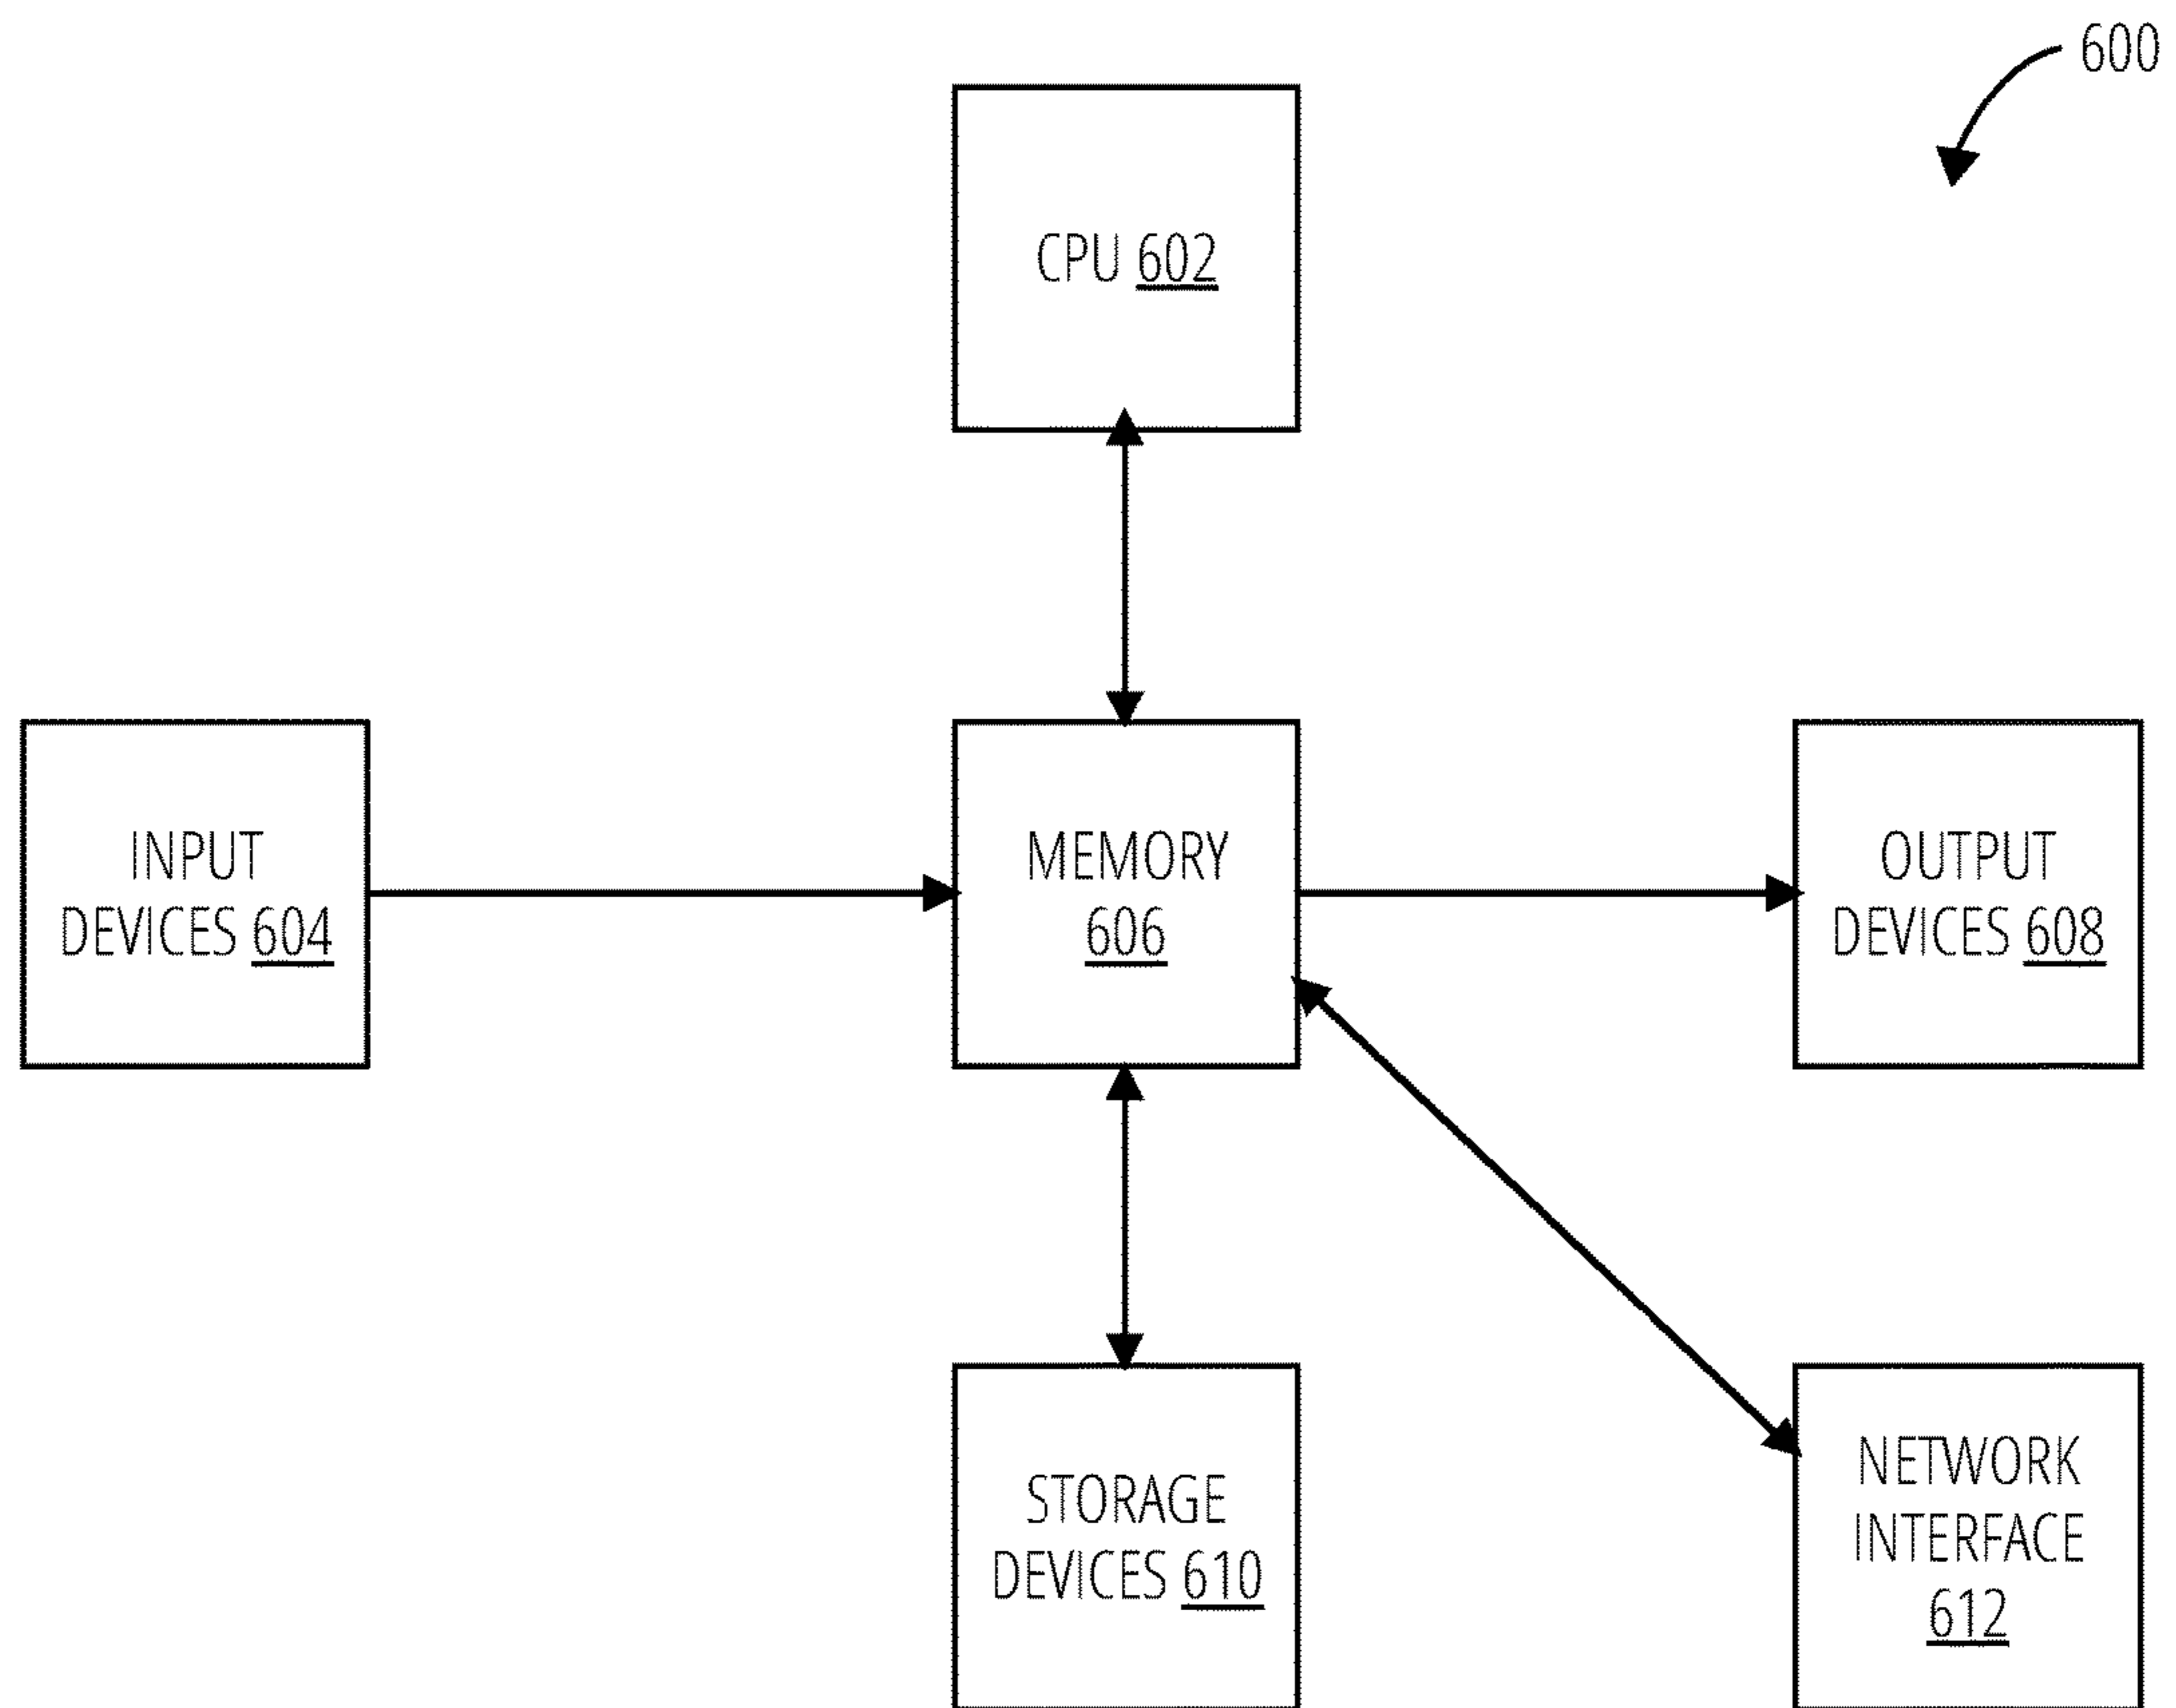 600
CPU 602
INPUT
DEVICES 604
MEMORY
606
OUTPUT
DEVICES 608
STORAGE
DEVICES 610
NETWORK
INTERFACE
612